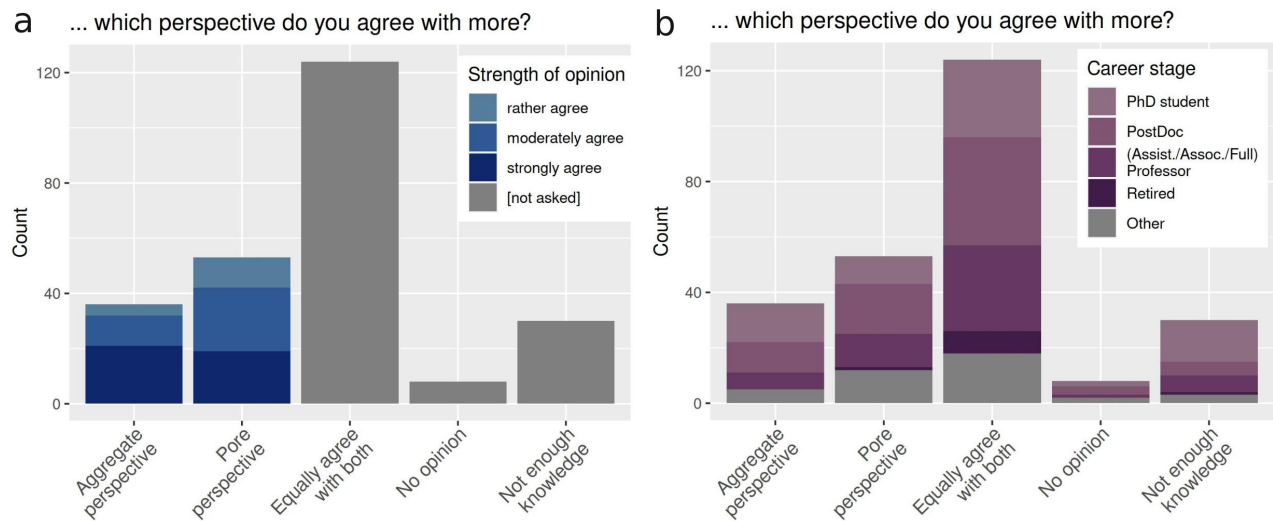 a
... which perspective do you agree with more?
Count
120
80
40
0
Strength of opinion
rather agree
moderately agree
strongly agree
[not asked]
Aggregate
perspective
Pore
perspective
Equally agree
with both
No opinion
Not enough
knowledge
b
... which perspective do you agree with more?
Count
120
80
40
0
Career stage
PhD student
PostDoc
(Assist./Assoc./Full)
Professor
Retired
Other
Aggregate
perspective
Pore
perspective
Equally agree
with both
No opinion
Not enough
knowledge